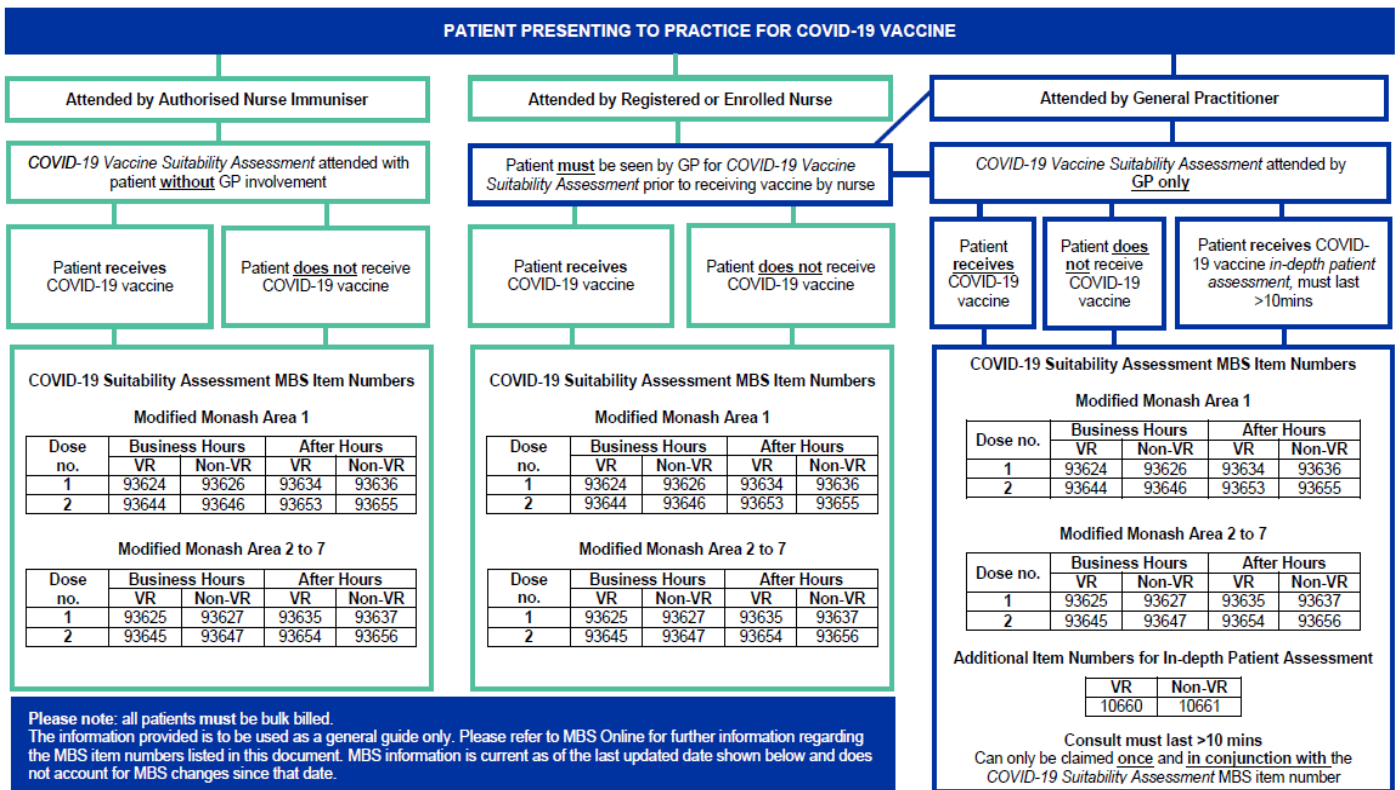 PATIENT PRESENTING TO PRACTICE FOR COVID-19 VACCINE
Attended by Authorised Nurse Immuniser
COVID-19 Vaccine Suitability Assessment attended with
patient without GP involvement
Patient receives
COVID-19 vaccine
Patient does not receive
COVID-19 vaccine
COVID-19 Suitability Assessment MBS Item Numbers
Modified Monash Area 1
Dose no. Business Hours After Hours
VR Non-VR VR Non-VR
1 93624 93626 93634 93636
2 93644 93646 93653 93655
Modified Monash Area 2 to 7
Dose no. Business Hours After Hours
VR Non-VR VR Non-VR
1 93625 93627 93635 93637
2 93645 93647 93654 93656
Attended by Registered or Enrolled Nurse
Patient must be seen by GP for COVID-19 Vaccine
Suitability Assessment prior to receiving vaccine by nurse
Patient receives
COVID-19 vaccine
Patient does not receive
COVID-19 vaccine
COVID-19 Suitability Assessment MBS Item Numbers
Modified Monash Area 1
Dose no. Business Hours After Hours
VR Non-VR VR Non-VR
1 93624 93626 93634 93636
2 93644 93646 93653 93655
Modified Monash Area 2 to 7
Dose no. Business Hours After Hours
VR Non-VR VR Non-VR
1 93625 93627 93635 93637
2 93645 93647 93654 93656
Attended by General Practitioner
COVID-19 Vaccine Suitability Assessment attended by
GP only
Patient
receives
COVID-19
vaccine
Patient does
not receive
COVID-19
vaccine
Patient receives COVID-
19 vaccine in-depth patient
assessment, must last
>10mins
COVID-19 Suitability Assessment MBS Item Numbers
Modified Monash Area 1
Dose no. Business Hours After Hours
VR Non-VR VR Non-VR
1 93624 93626 93634 93636
2 93644 93646 93653 93655
Modified Monash Area 2 to 7
Dose no. Business Hours After Hours
VR Non-VR VR Non-VR
1 93625 93627 93635 93637
2 93645 93647 93654 93656
Additional Item Numbers for In-depth Patient Assessment
VR Non-VR
10660 10661
Consult must last >10 mins
Can only be claimed once and in conjunction with the
COVID-19 Suitability Assessment MBS item number
Please note: all patients must be bulk billed.
The information provided is to be used as a general guide only. Please refer to MBS Online for further information regarding
the MBS item numbers listed in this document. MBS information is current as of the last updated date shown below and does
not account for MBS changes since that date.